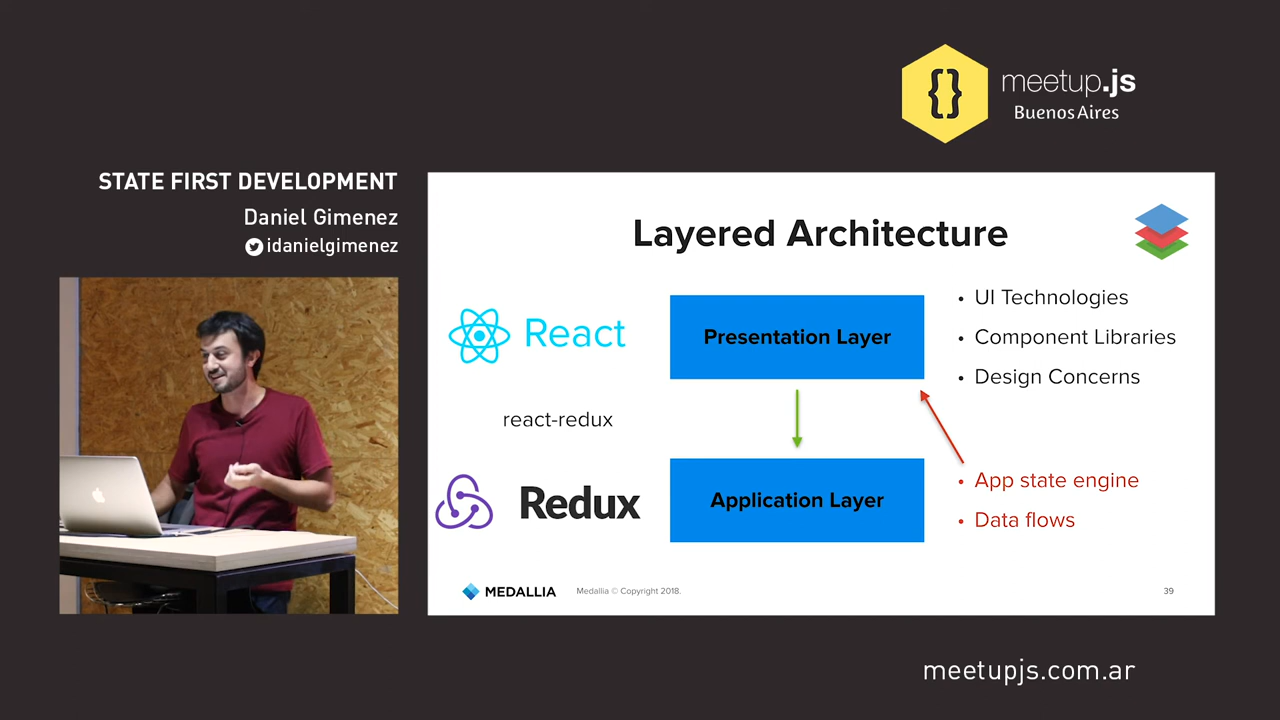 {}
meetup.js
Buenos Aires
STATE FIRST DEVELOPMENT
Daniel Gimenez
idanielgimenez
Layered Architecture
React
Presentation Layer
• UI Technologies
• Component Libraries
• Design Concerns
react-redux
Redux
Application Layer
• App state engine
• Data flows
MEDALLIA
Medallia © Copyright 2018.
39
meetupjs.com.ar